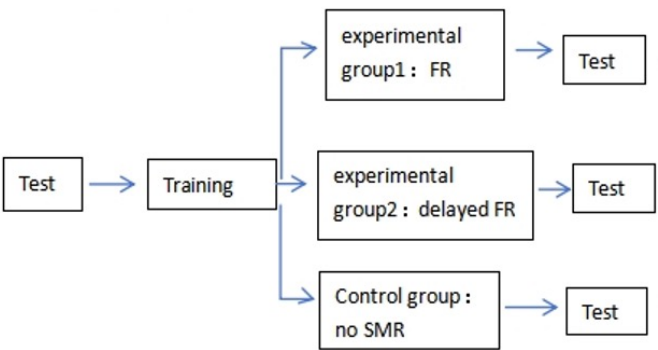 Test
Training
experimental
group1：FR
Test
experimental
group2：delayed FR
Test
Control group：
no SMR
Test